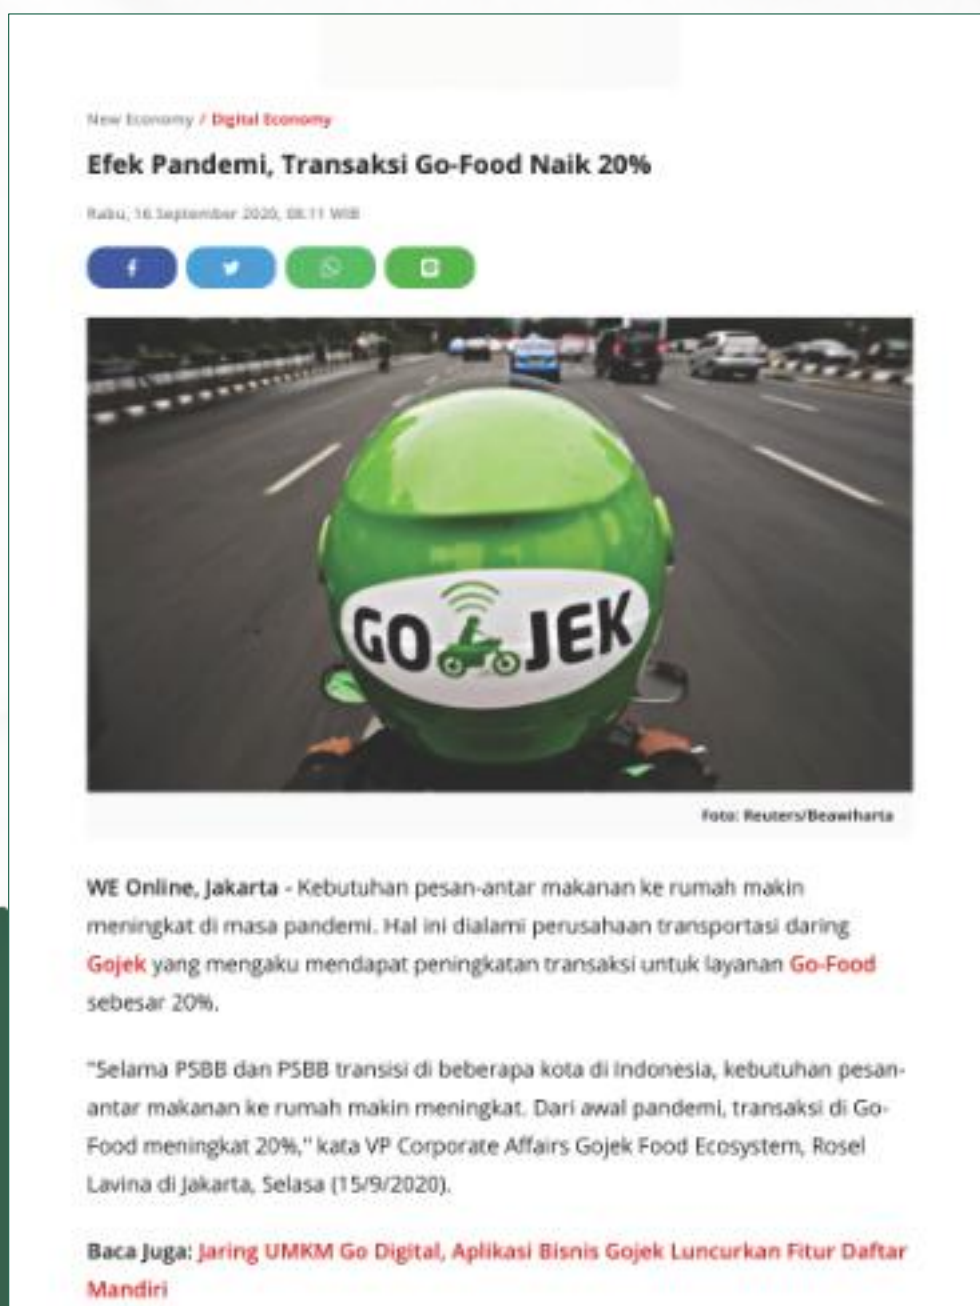 New Economy / Digital Economy
Efek Pandemi, Transaksi Go-Food Naik 20%
Rabu, 16 September 2020, 08:11 WIB
GO JEK
Foto: Reuters/Beawiharta
WE Online, Jakarta - Kebutuhan pesan-antar makanan ke rumah makin
meningkat di masa pandemi. Hal ini dialami perusahaan transportasi daring
Gojek yang mengaku mendapat peningkatan transaksi untuk layanan Go-Food
sebesar 20%.
"Selama PSBB dan PSBB transisi di beberapa kota di Indonesia, kebutuhan pesan-
antar makanan ke rumah makin meningkat. Dari awal pandemi, transaksi di Go-
Food meningkat 20%," kata VP Corporate Affairs Gojek Food Ecosystem, Rosel
Lavina di Jakarta, Selasa (15/9/2020).
Baca Juga: Jaring UMKM Go Digital, Aplikasi Bisnis Gojek Luncurkan Fitur Daftar
Mandiri